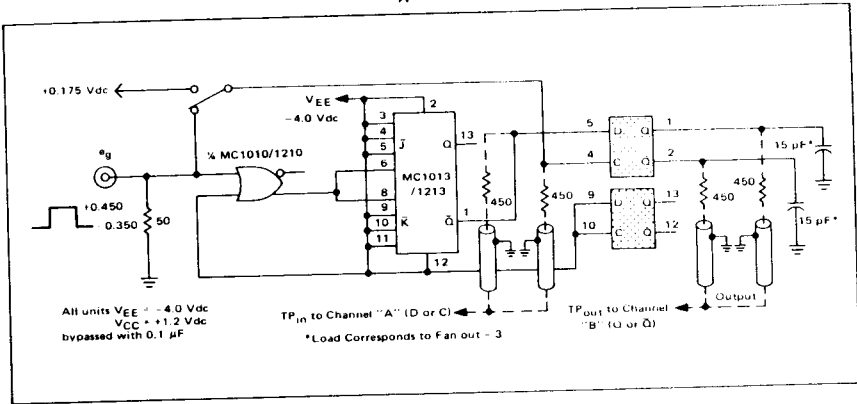 +0.175 Vdc
VEE
-4.0 Vdc
2
3
4
5
6
8
9
10
11
12
J̄
K̄
Q 13
Q̄ 1
MC1013
/1213
eg
¼ MC1010/1210
+0.450
-0.350
50
450
450
5 D Q 1
4 C Q̄ 2
9 D Q 13
10 C Q̄ 12
15 pF*
15 pF*
450
450
All units VEE = -4.0 Vdc
VCC = +1.2 Vdc
bypassed with 0.1 µF
TPin to Channel "A" (D or C)
*Load Corresponds to Fan out - 3
Output
TPout to Channel
"B" (Q or Q̄)